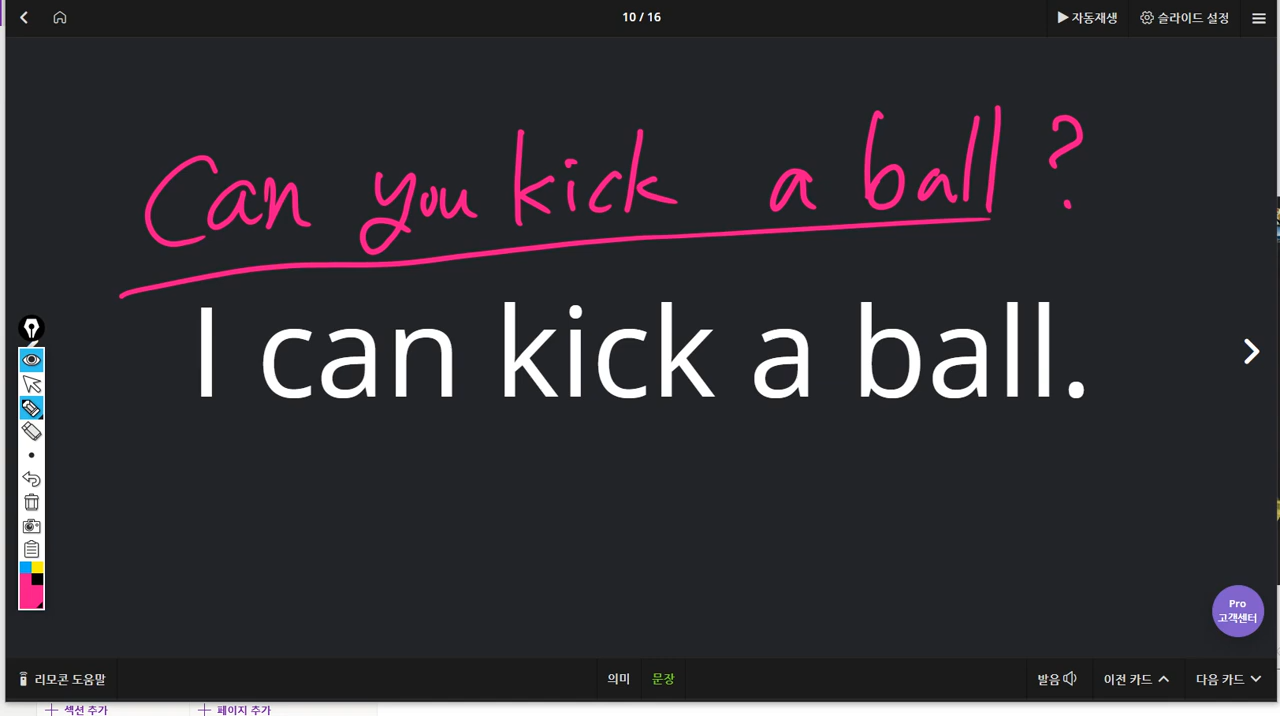 10 / 16
자동재생
슬라이드 설정
Can you kick a ball ?
I can kick a ball.
Pro
고객센터
리모콘 도움말
의미
문장
발음
이전 카드
다음 카드
섹션 추가
페이지 추가